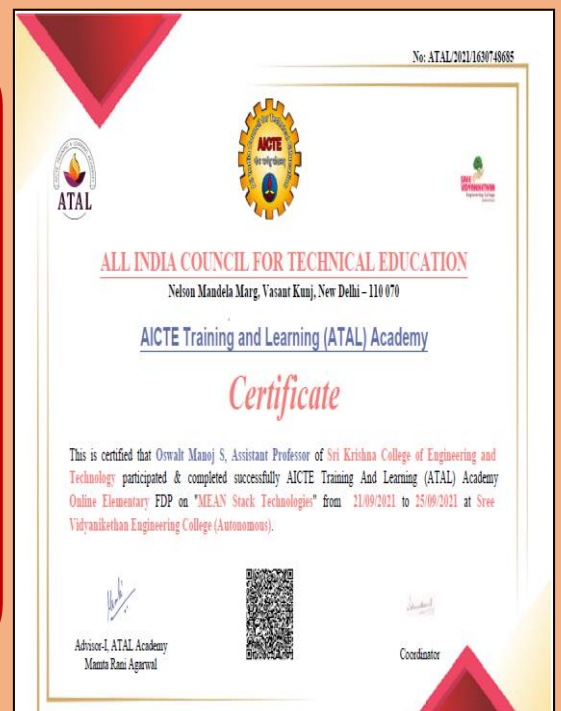 No: ATAL/2021/1630748685
AICTE
ATAL
SREE
VIDYANIKETHAN
ALL INDIA COUNCIL FOR TECHNICAL EDUCATION
Nelson Mandela Marg, Vasant Kunj, New Delhi – 110 070
AICTE Training and Learning (ATAL) Academy
Certificate
This is certified that Oswalt Manoj S, Assistant Professor of Sri Krishna College of Engineering and
Technology participated & completed successfully AICTE Training And Learning (ATAL) Academy
Online Elementary FDP on "MEAN Stack Technologies" from 21/09/2021 to 25/09/2021 at Sree
Vidyanikethan Engineering College (Autonomous).
Advisor-I, ATAL Academy
Mamta Rani Agarwal
Coordinator